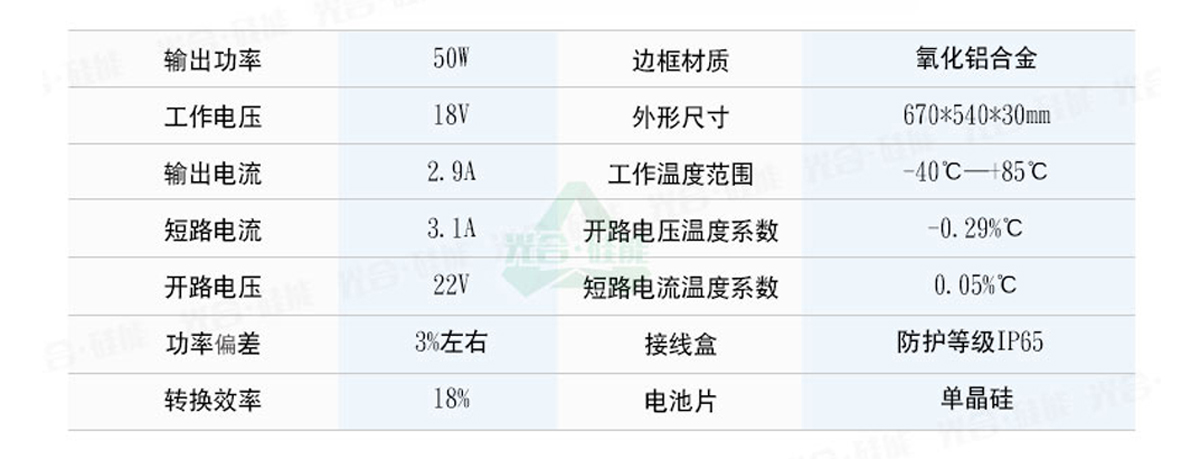 输出功率 50W 边框材质 氧化铝合金
工作电压 18V 外形尺寸 670*540*30mm
输出电流 2.9A 工作温度范围 -40℃—+85℃
短路电流 3.1A 开路电压温度系数 -0.29%℃
光合·硅能
开路电压 22V 短路电流温度系数 0.05%℃
功率偏差 3%左右 接线盒 防护等级IP65
转换效率 18% 电池片 单晶硅